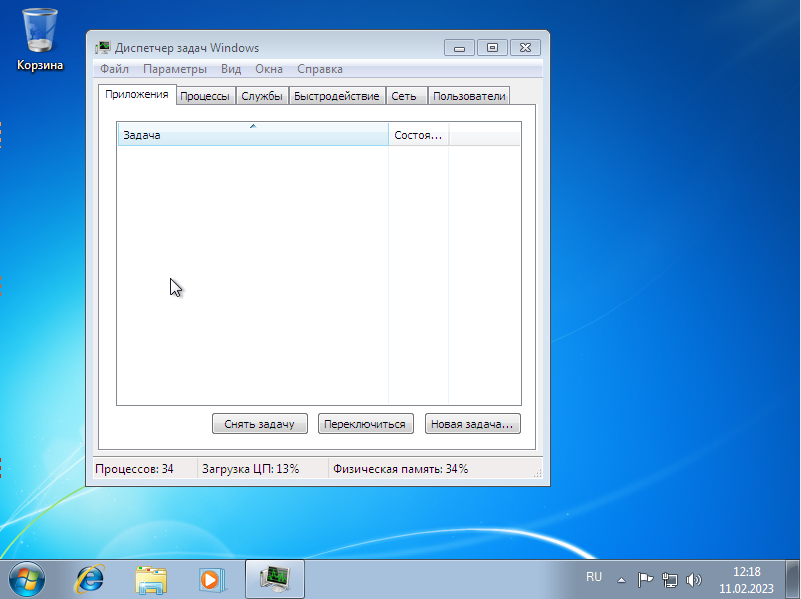 Корзина
Диспетчер задач Windows
Файл Параметры Вид Окна Справка
Приложения Процессы Службы Быстродействие Сеть Пользователи
Задача Состоя...
Снять задачу Переключиться Новая задача...
Процессов: 34 Загрузка ЦП: 13% Физическая память: 34%
RU
12:18
11.02.2023